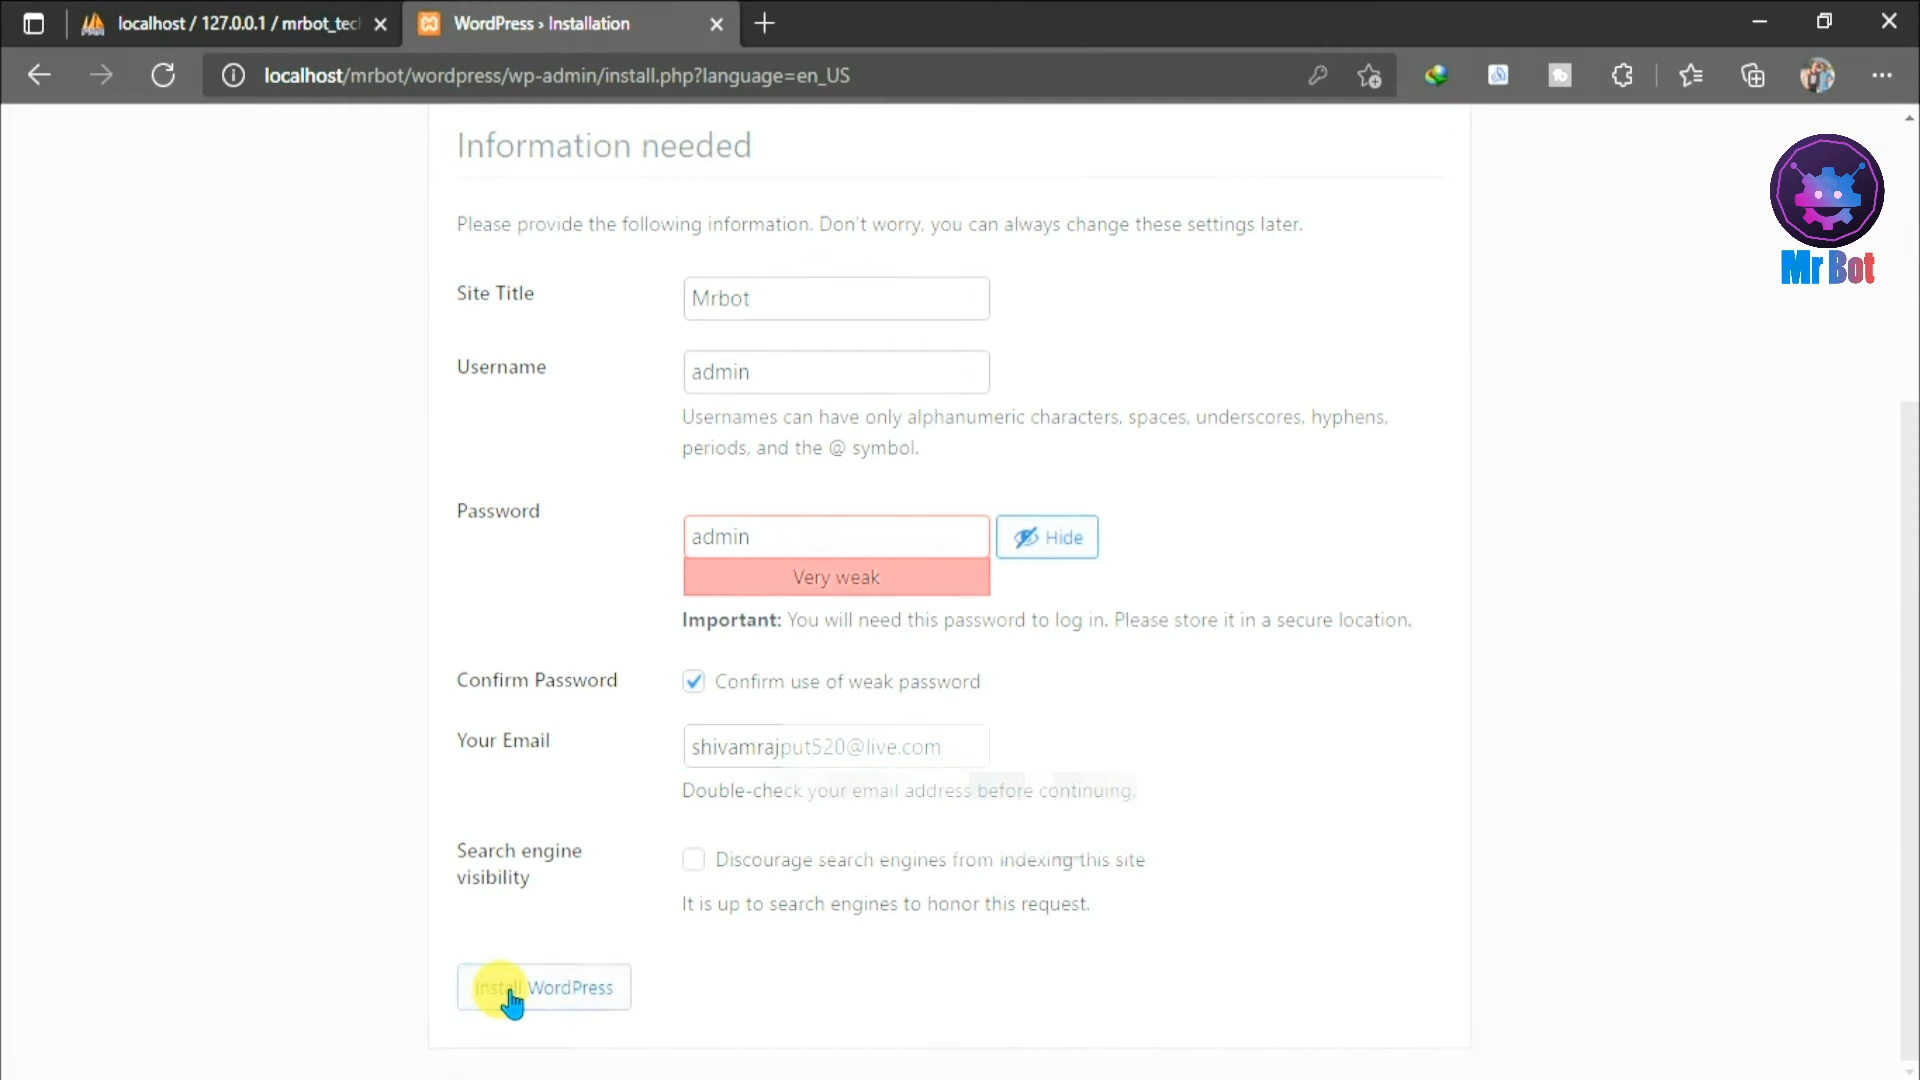 localhost / 127.0.0.1 / mrbot_tec
WordPress › Installation
localhost/mrbot/wordpress/wp-admin/install.php?language=en_US
Mr Bot
Information needed
Please provide the following information. Don't worry, you can always change these settings later.
Site Title
Mrbot
Username
admin
Usernames can have only alphanumeric characters, spaces, underscores, hyphens,
periods, and the @ symbol.
Password
admin
Hide
Very weak
Important: You will need this password to log in. Please store it in a secure location.
Confirm Password
Confirm use of weak password
Your Email
shivamrajput520@live.com
Double-check your email address before continuing.
Search engine
visibility
Discourage search engines from indexing this site
It is up to search engines to honor this request.
Install WordPress